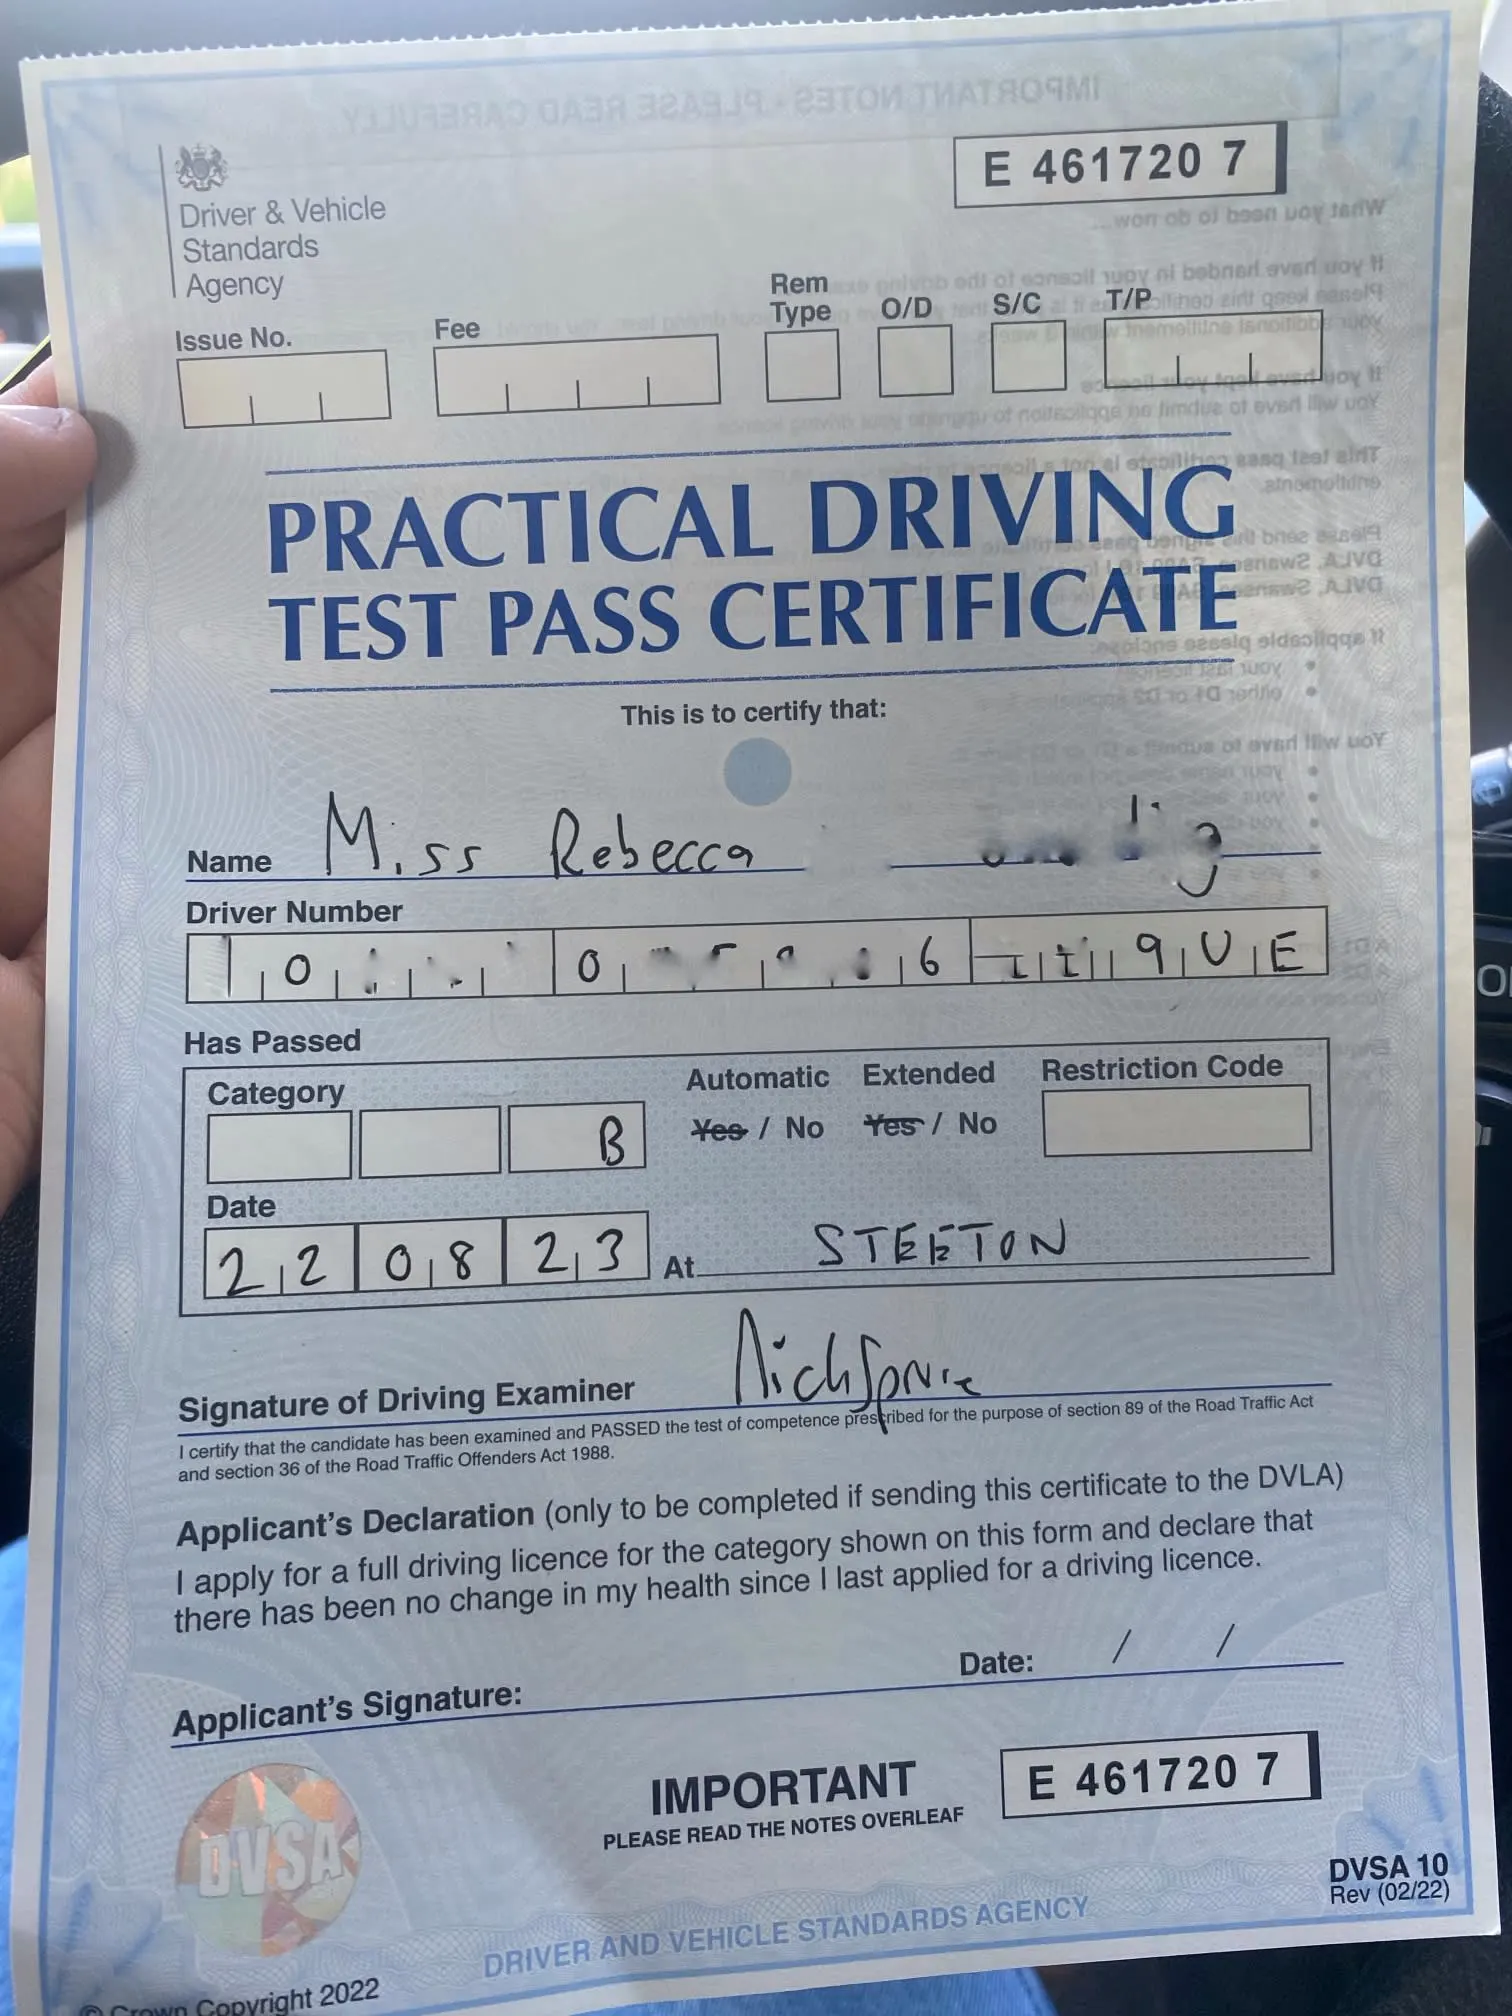 E 461720 7
Driver & Vehicle
Standards
Agency
Issue No.
Fee
Rem
Type
O/D
S/C
T/P
PRACTICAL DRIVING
TEST PASS CERTIFICATE
This is to certify that:
Name Miss Rebecca
Driver Number
Has Passed
Category
Automatic Extended Restriction Code
B
Yes / No Yes / No
Date
22 08 23 At STEETON
Signature of Driving Examiner
I certify that the candidate has been examined and PASSED the test of competence prescribed for the purpose of section 89 of the Road Traffic Act
and section 36 of the Road Traffic Offenders Act 1988.
Applicant's Declaration (only to be completed if sending this certificate to the DVLA)
I apply for a full driving licence for the category shown on this form and declare that
there has been no change in my health since I last applied for a driving licence.
Date: / /
Applicant's Signature:
IMPORTANT
PLEASE READ THE NOTES OVERLEAF
E 461720 7
DVSA
DVSA 10
Rev (02/22)
DRIVER AND VEHICLE STANDARDS AGENCY
© Crown Copyright 2022